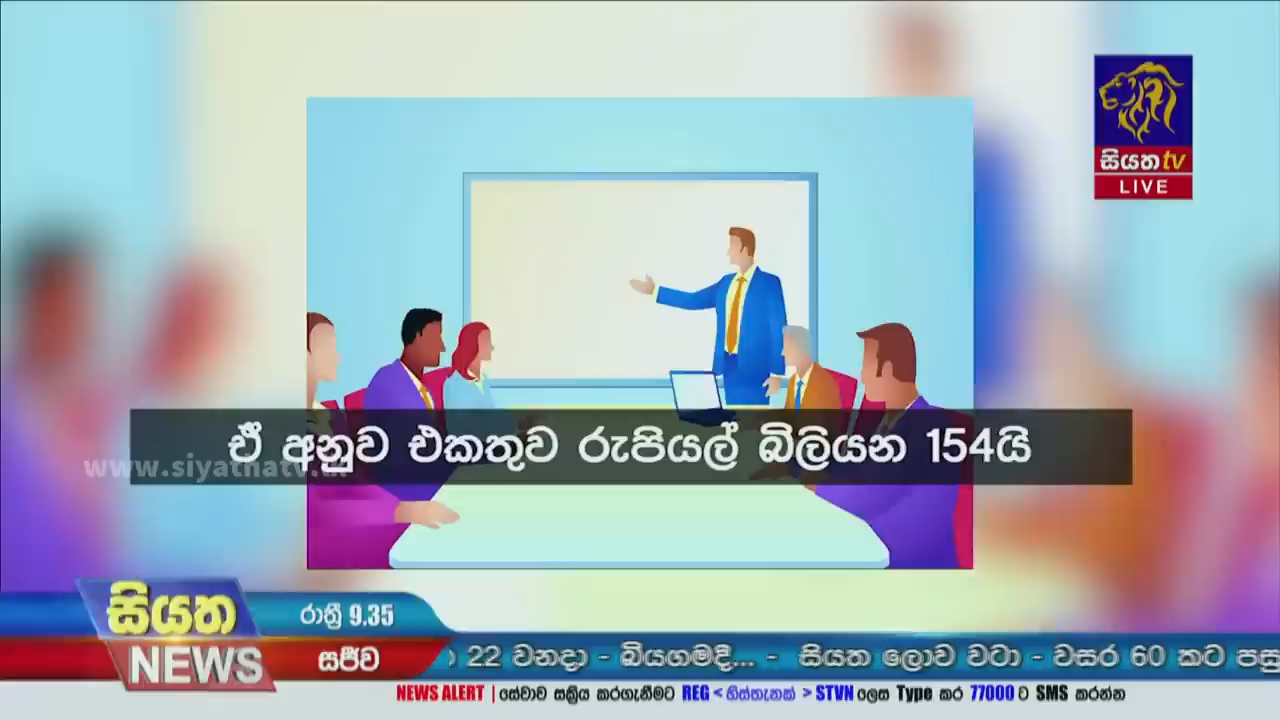 සියත tv
LIVE
ඒ අනුව එකතුව රුපියල් බිලියන 154යි
www.siyathatv.lk
සියත
NEWS
රාත්‍රී 9.35
සජීව
22 වනදා - බියගමදී... - සියත ලොව වටා - වසර 60 කට පසු
NEWS ALERT | සේවාව සක්‍රිය කරගැනීමට REG < හිස්තැනක් > STVN ලෙස Type කර 77000 ට SMS කරන්න